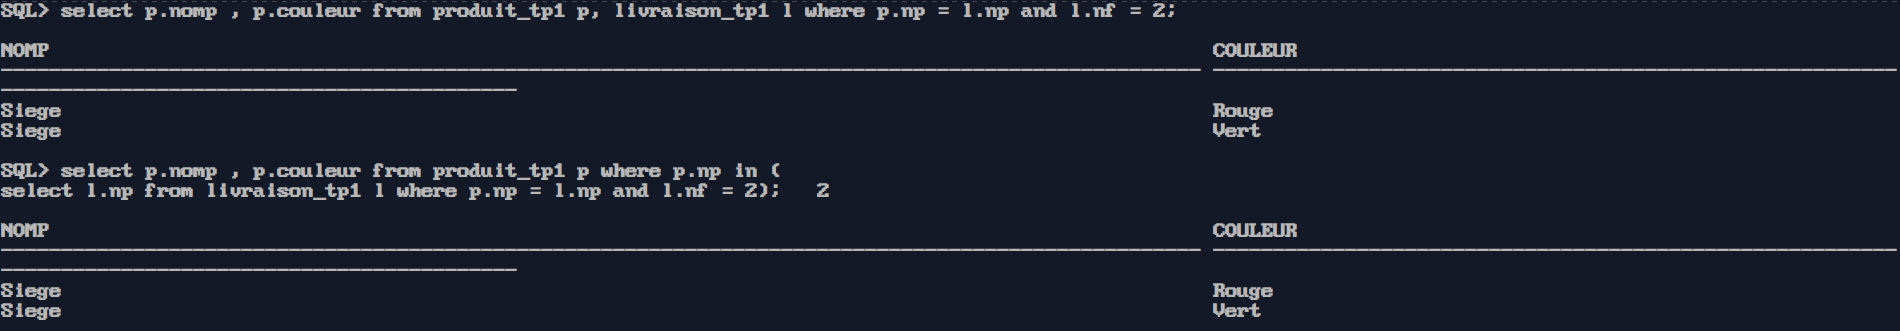 SQL> select p.nomp , p.couleur from produit_tp1 p, livraison_tp1 l where p.np = l.np and l.nf = 2;
NOMP COULEUR
Siege Rouge
Siege Vert
SQL> select p.nomp , p.couleur from produit_tp1 p where p.np in (
select l.np from livraison_tp1 l where p.np = l.np and l.nf = 2); 2
NOMP COULEUR
Siege Rouge
Siege Vert